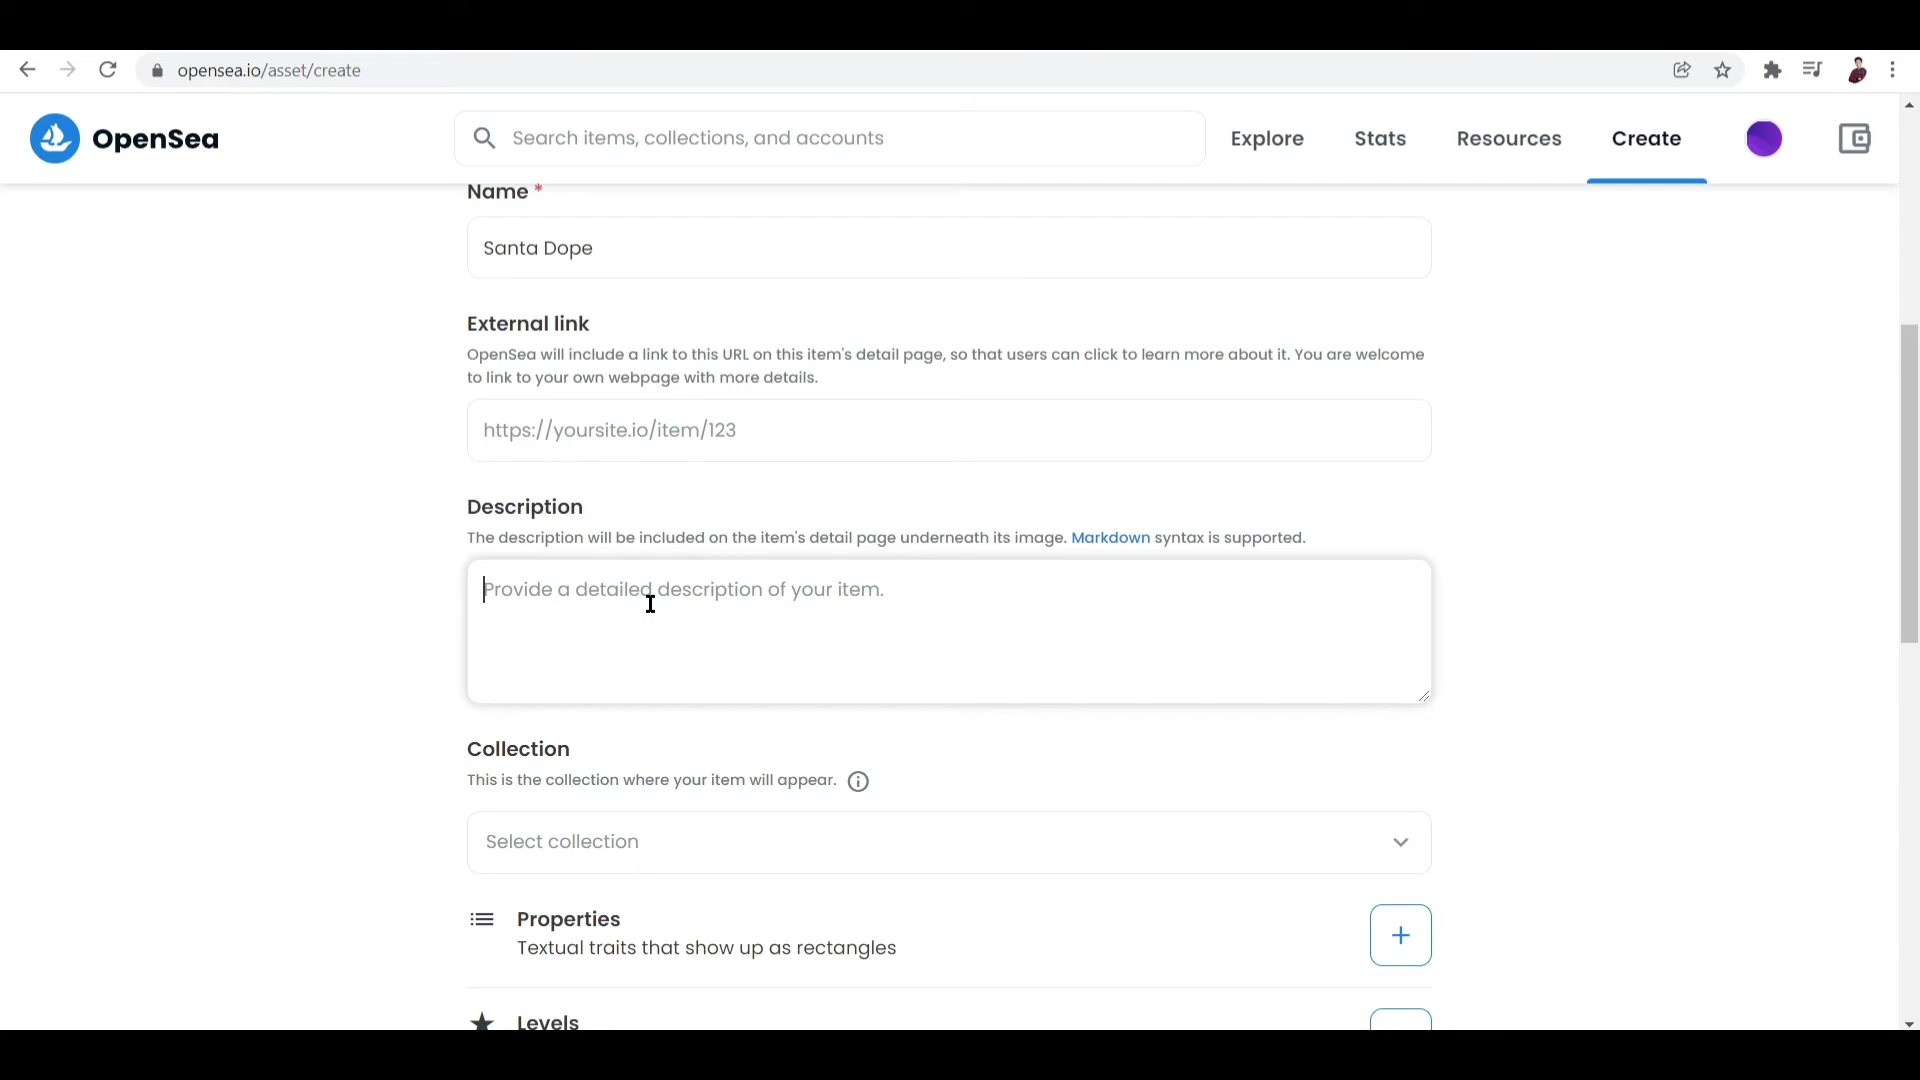 opensea.io/asset/create
OpenSea
Search items, collections, and accounts
Explore
Stats
Resources
Create
Name *
Santa Dope
External link
OpenSea will include a link to this URL on this item's detail page, so that users can click to learn more about it. You are welcome
to link to your own webpage with more details.
https://yoursite.io/item/123
Description
The description will be included on the item's detail page underneath its image. Markdown syntax is supported.
Provide a detailed description of your item.
Collection
This is the collection where your item will appear.
Select collection
Properties
Textual traits that show up as rectangles
Levels